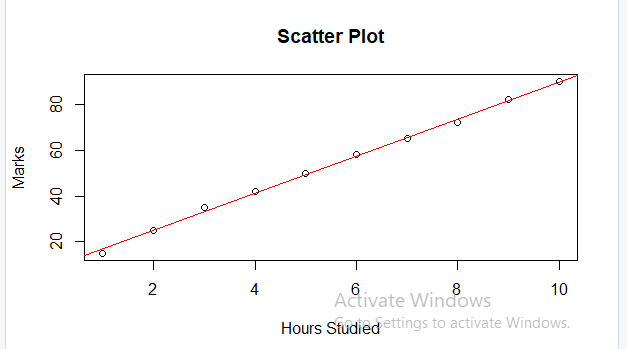 Scatter Plot
Marks
80
60
40
20
2 4 6 8 10
Activate Windows
Hours Studied
Go to Settings to activate Windows.